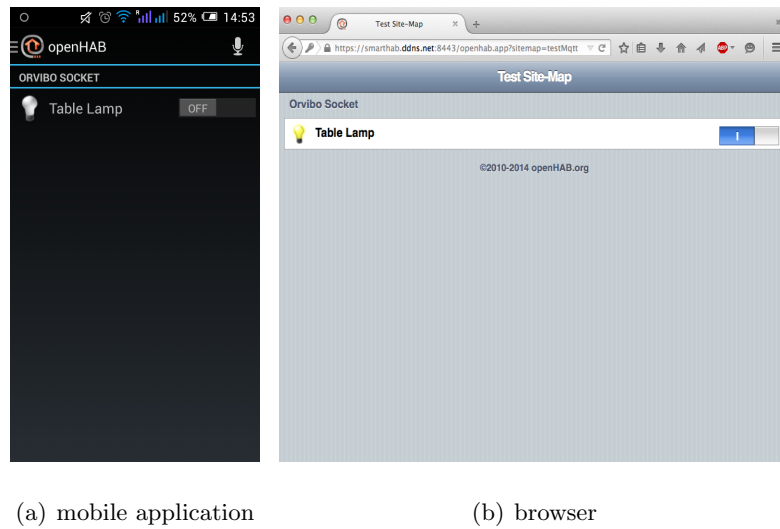 52% 14:53
openHAB
ORVIBO SOCKET
Table Lamp OFF
Test Site-Map
https://smarthab.ddns.net:8443/openhab.app?sitemap=testMqtt
ABP
Test Site-Map
Orvibo Socket
Table Lamp I
©2010-2014 openHAB.org
(a) mobile application
(b) browser